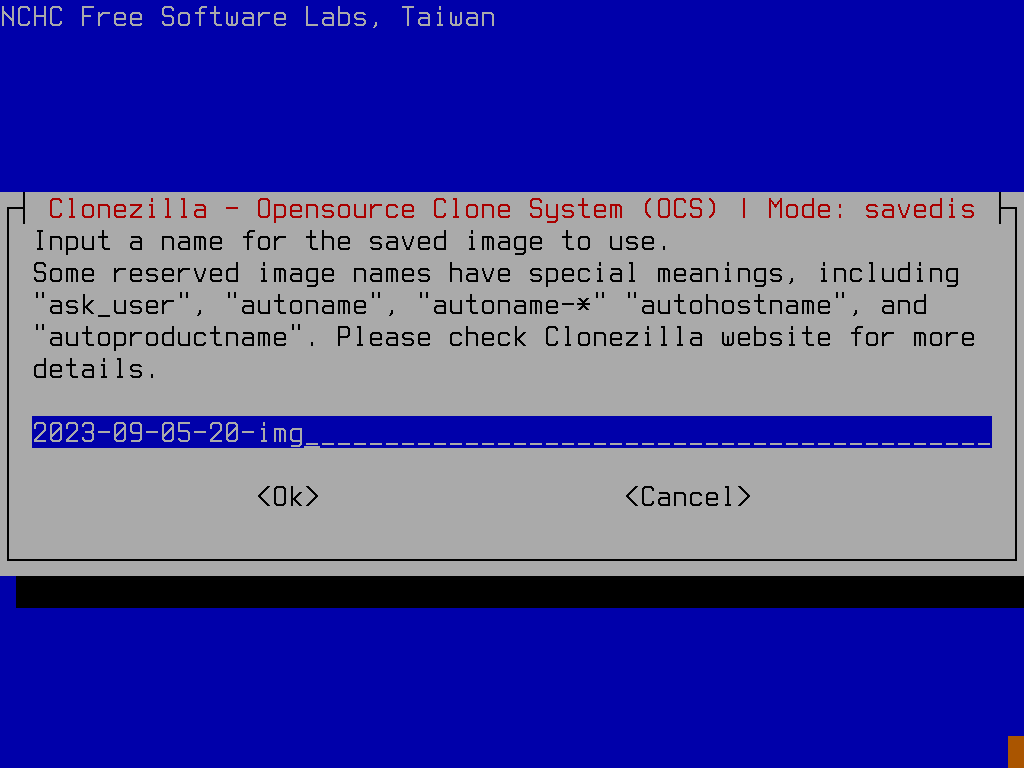 NCHC Free Software Labs, Taiwan
Clonezilla - Opensource Clone System (OCS) | Mode: savedis
Input a name for the saved image to use.
Some reserved image names have special meanings, including
"ask_user", "autoname", "autoname-*" "autohostname", and
"autoproductname". Please check Clonezilla website for more
details.
2023-09-05-20-img___________________________________________
<Ok> <Cancel>